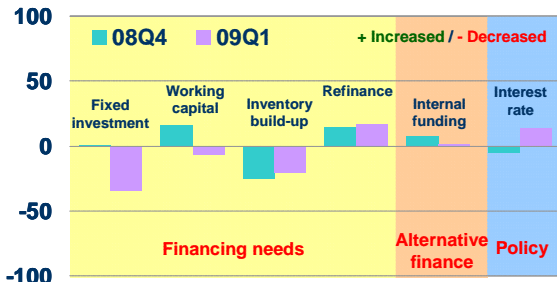 100
08Q4 09Q1 + Increased / - Decreased
50
Fixed investment
Working capital
Inventory build-up
Refinance
Internal funding
Interest rate
0
-50
Financing needs
Alternative finance
Policy
-100